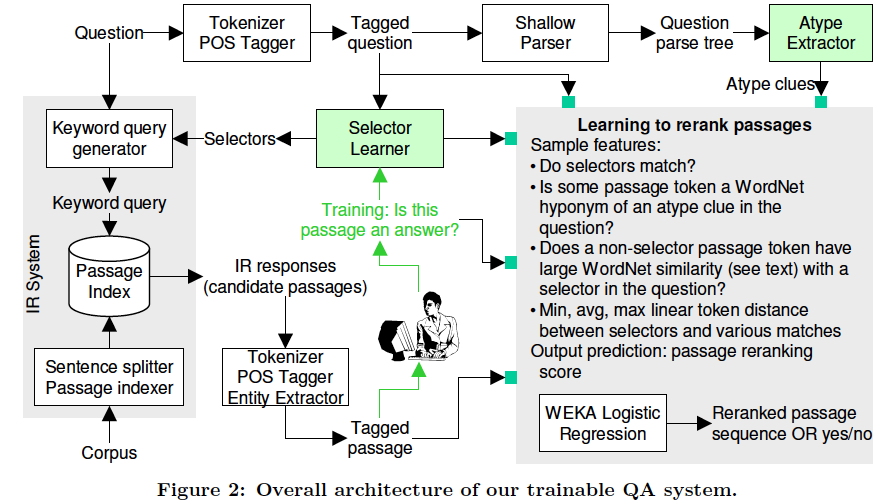 Question
Tokenizer
POS Tagger
Tagged
question
Shallow
Parser
Question
parse tree
Atype
Extractor
Atype clues
Keyword query
generator
Selectors
Selector
Learner
Keyword query
Training: Is this
passage an answer?
IR System
Passage
Index
IR responses
(candidate passages)
Sentence splitter
Passage indexer
Corpus
Tokenizer
POS Tagger
Entity Extractor
Tagged
passage
Learning to rerank passages
Sample features:
• Do selectors match?
• Is some passage token a WordNet
hyponym of an atype clue in the
question?
• Does a non-selector passage token have
large WordNet similarity (see text) with a
selector in the question?
• Min, avg, max linear token distance
between selectors and various matches
Output prediction: passage reranking
score
WEKA Logistic
Regression
Reranked passage
sequence OR yes/no
Figure 2: Overall architecture of our trainable QA system.